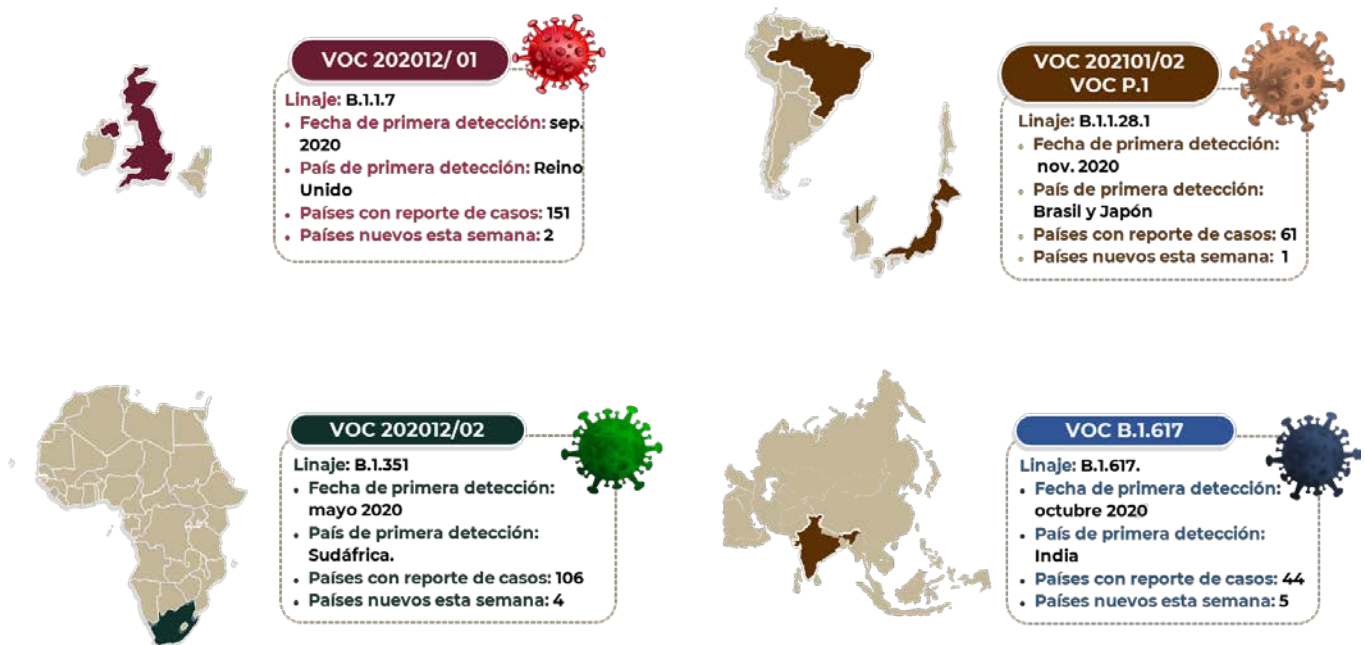 VOC 202012/ 01
Linaje: B.1.1.7
• Fecha de primera detección: sep.
2020
• País de primera detección: Reino
Unido
• Países con reporte de casos: 151
• Países nuevos esta semana: 2
VOC 202101/02
VOC P.1
Linaje: B.1.1.28.1
• Fecha de primera detección:
nov. 2020
• País de primera detección:
Brasil y Japón
• Países con reporte de casos: 61
• Países nuevos esta semana: 1
VOC 202012/02
Linaje: B.1.351
• Fecha de primera detección:
mayo 2020
• País de primera detección:
Sudáfrica.
• Países con reporte de casos: 106
• Países nuevos esta semana: 4
VOC B.1.617
Linaje: B.1.617.
• Fecha de primera detección:
octubre 2020
• País de primera detección:
India
• Países con reporte de casos: 44
• Países nuevos esta semana: 5